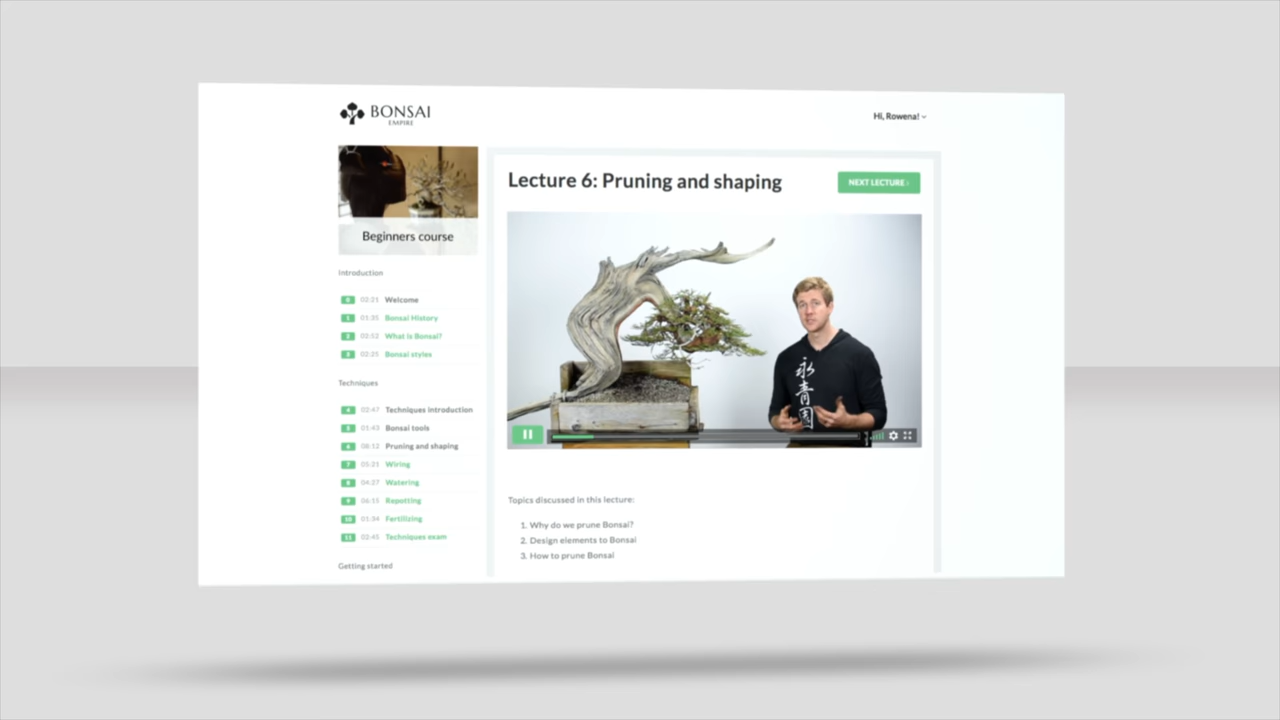 BONSAI
EMPIRE
Hi, Rowena!
Beginners course
Introduction
0 02:21 Welcome
1 01:35 Bonsai History
2 02:52 What Is Bonsai?
3 02:25 Bonsai styles
Techniques
4 02:47 Techniques introduction
5 01:43 Bonsai tools
6 08:12 Pruning and shaping
7 05:21 Wiring
8 04:27 Watering
9 06:15 Repotting
10 01:34 Fertilizing
11 02:45 Techniques exam
Getting started
Lecture 6: Pruning and shaping
NEXT LECTURE ›
永
青
園
Topics discussed in this lecture:
1. Why do we prune Bonsai?
2. Design elements to Bonsai
3. How to prune Bonsai